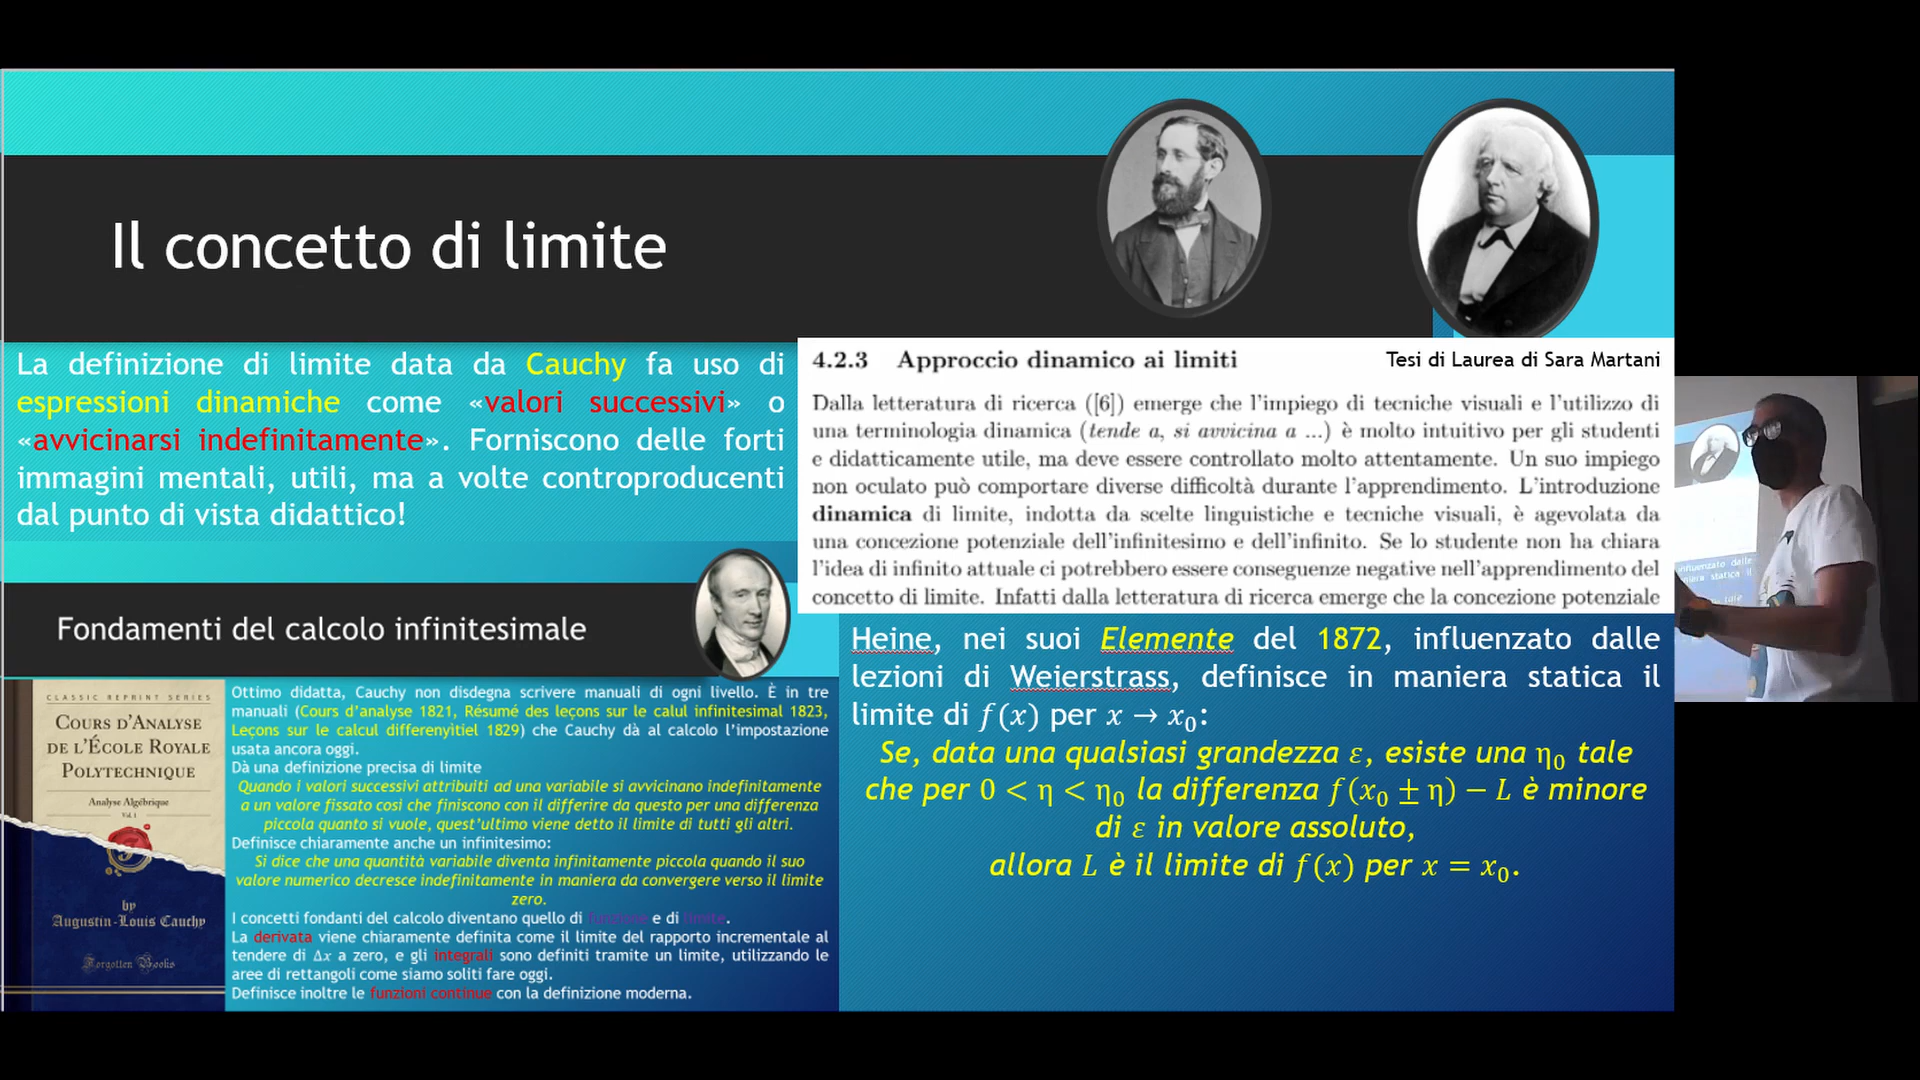 Il concetto di limite
La definizione di limite data da Cauchy fa uso di
espressioni dinamiche come «valori successivi» o
«avvicinarsi indefinitamente». Forniscono delle forti
immagini mentali, utili, ma a volte controproducenti
dal punto di vista didattico!
4.2.3 Approccio dinamico ai limiti
Tesi di Laurea di Sara Martani
Dalla letteratura di ricerca ([6]) emerge che l'impiego di tecniche visuali e l'utilizzo di
una terminologia dinamica (tende a, si avvicina a ...) è molto intuitivo per gli studenti
e didatticamente utile, ma deve essere controllato molto attentamente. Un suo impiego
non oculato può comportare diverse difficoltà durante l'apprendimento. L'introduzione
dinamica di limite, indotta da scelte linguistiche e tecniche visuali, è agevolata da
una concezione potenziale dell'infinitesimo e dell'infinito. Se lo studente non ha chiara
l'idea di infinito attuale ci potrebbero essere conseguenze negative nell'apprendimento del
concetto di limite. Infatti dalla letteratura di ricerca emerge che la concezione potenziale
Fondamenti del calcolo infinitesimale
CLASSIC REPRINT SERIES
COURS D'ANALYSE
DE L'ÉCOLE ROYALE
POLYTECHNIQUE
Analyse Algébrique
Vol. 1
by
Augustin-Louis Cauchy
Forgotten Books
Ottimo didatta, Cauchy non disdegna scrivere manuali di ogni livello. È in tre
manuali (Cours d'analyse 1821, Résumé des leçons sur le calul infinitesimal 1823,
Leçons sur le calcul differenyitiel 1829) che Cauchy dà al calcolo l'impostazione
usata ancora oggi.
Dà una definizione precisa di limite
Quando i valori successivi attribuiti ad una variabile si avvicinano indefinitamente
a un valore fissato così che finiscono con il differire da questo per una differenza
piccola quanto si vuole, quest'ultimo viene detto il limite di tutti gli altri.
Definisce chiaramente anche un infinitesimo:
Si dice che una quantità variabile diventa infinitamente piccola quando il suo
valore numerico decresce indefinitamente in maniera da convergere verso il limite
zero.
I concetti fondanti del calcolo diventano quello di funzione e di limite.
La derivata viene chiaramente definita come il limite del rapporto incrementale al
tendere di Δx a zero, e gli integrali sono definiti tramite un limite, utilizzando le
aree di rettangoli come siamo soliti fare oggi.
Definisce inoltre le funzioni continue con la definizione moderna.
Heine, nei suoi Elemente del 1872, influenzato dalle
lezioni di Weierstrass, definisce in maniera statica il
limite di f(x) per x → x₀:
Se, data una qualsiasi grandezza ε, esiste una η₀ tale
che per 0 < η < η₀ la differenza f(x₀ ± η) − L è minore
di ε in valore assoluto,
allora L è il limite di f(x) per x = x₀.
influenzato dalle